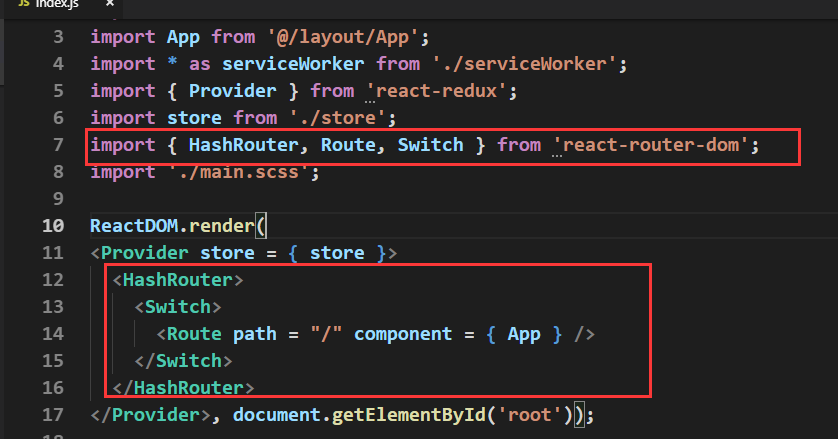 JS index.js ×
3 import App from '@/layout/App';
4 import * as serviceWorker from './serviceWorker';
5 import { Provider } from 'react-redux';
6 import store from './store';
7 import { HashRouter, Route, Switch } from 'react-router-dom';
8 import './main.scss';
9
10 ReactDOM.render(
11 <Provider store = { store }>
12 <HashRouter>
13 <Switch>
14 <Route path = "/" component = { App } />
15 </Switch>
16 </HashRouter>
17 </Provider>, document.getElementById('root'));